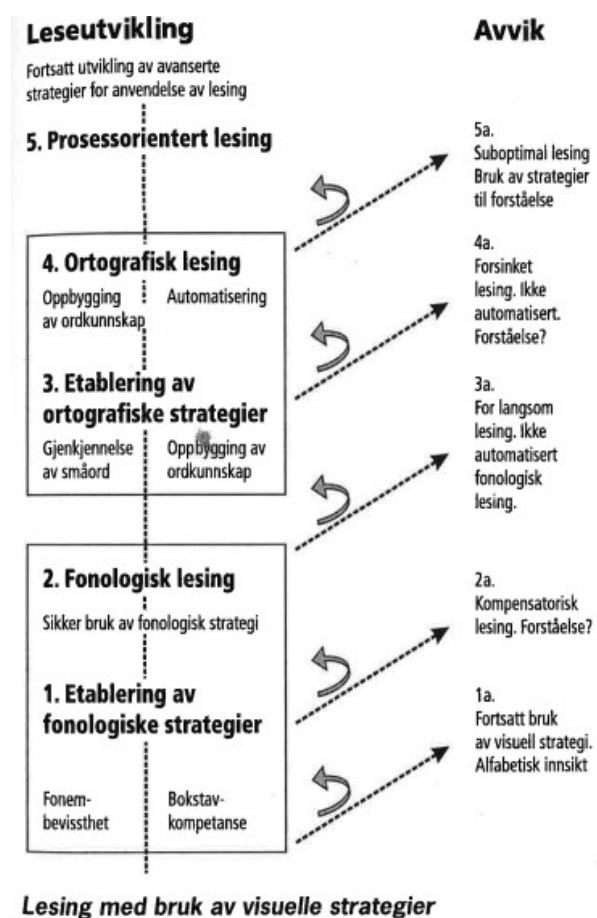 Leseutvikling
Fortsatt utvikling av avanserte
strategier for anvendelse av lesing
5. Prosessorientert lesing
4. Ortografisk lesing
Oppbygging
av ordkunnskap
Automatisering
3. Etablering av
ortografiske strategier
Gjenkjennelse
av småord
Oppbygging av
ordkunnskap
2. Fonologisk lesing
Sikker bruk av fonologisk strategi
1. Etablering av
fonologiske strategier
Fonem-
bevissthet
Bokstav-
kompetanse
Lesing med bruk av visuelle strategier
Avvik
5a.
Suboptimal lesing
Bruk av strategier
til forståelse
4a.
Forsinket
lesing. Ikke
automatisert.
Forståelse?
3a.
For langsom
lesing. Ikke
automatisert
fonologisk
lesing.
2a.
Kompensatorisk
lesing. Forståelse?
1a.
Fortsatt bruk
av visuell strategi.
Alfabetisk innsikt